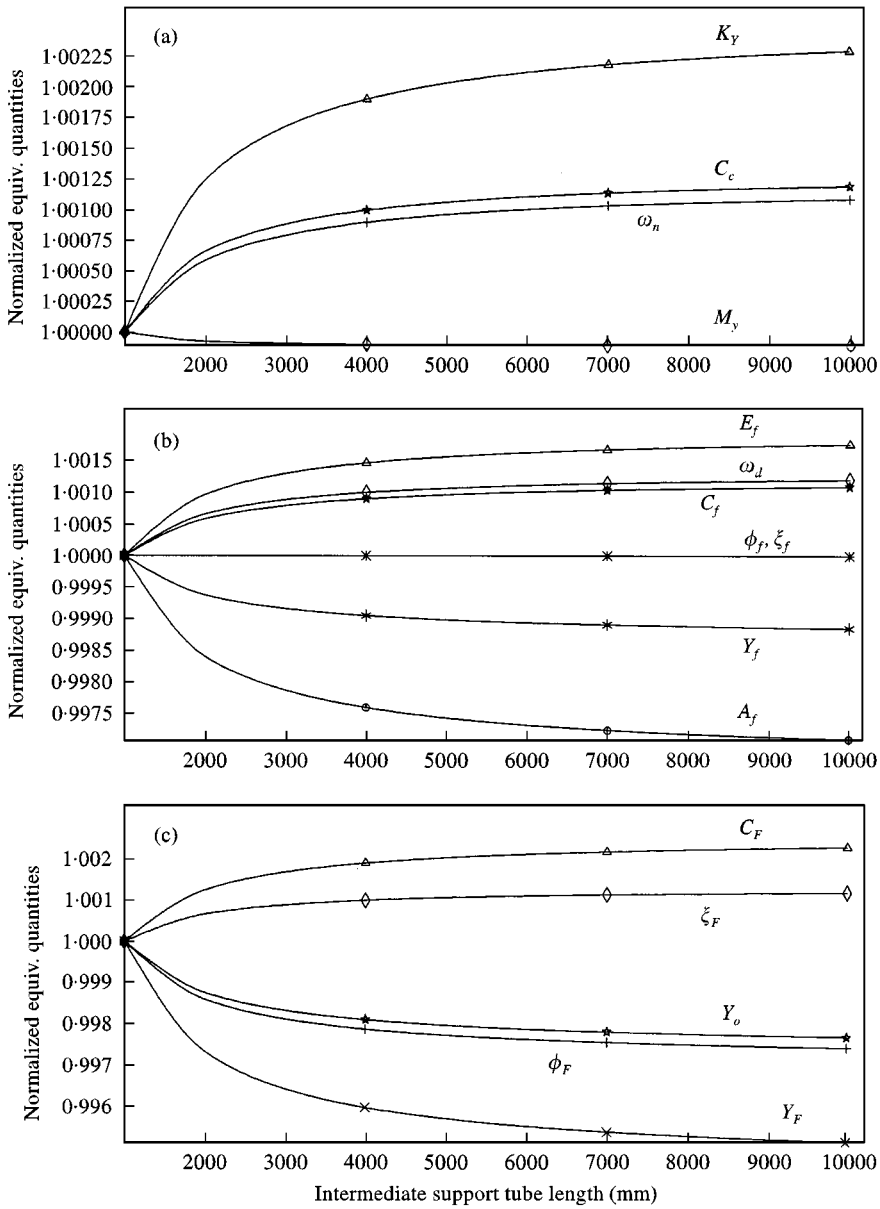 (a)
Normalized equiv. quantities
1·00225
1·00200
1·00175
1·00150
1·00125
1·00100
1·00075
1·00050
1·00025
1·00000
K_Y
C_c
ω_n
M_y
2000 3000 4000 5000 6000 7000 8000 9000 10000
(b)
Normalized equiv. quantities
1·0015
1·0010
1·0005
1·0000
0·9995
0·9990
0·9985
0·9980
0·9975
E_f
ω_d
C_f
ϕ_f, ξ_f
Y_f
A_f
2000 3000 4000 5000 6000 7000 8000 9000 10000
(c)
Normalized equiv. quantities
1·002
1·001
1·000
0·999
0·998
0·997
0·996
C_F
ξ_F
Y_o
ϕ_F
Y_F
2000 3000 4000 5000 6000 7000 8000 9000 10000
Intermediate support tube length (mm)